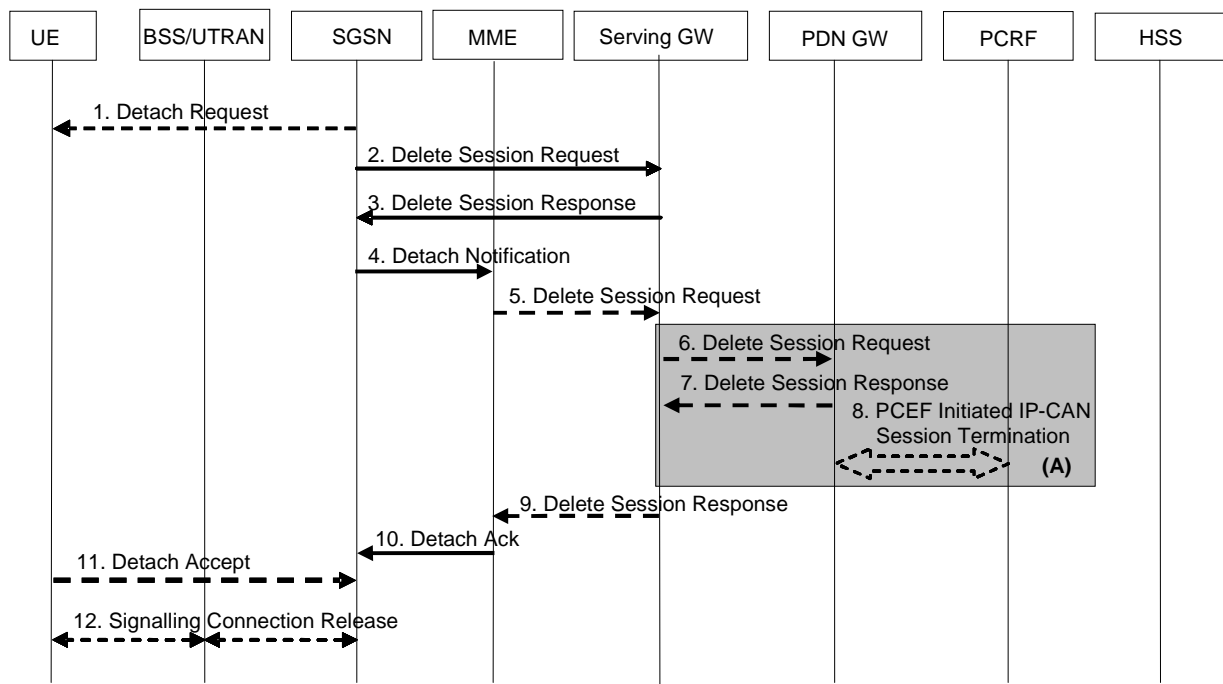 UE
BSS/UTRAN
SGSN
MME
Serving GW
PDN GW
PCRF
HSS
1. Detach Request
2. Delete Session Request
3. Delete Session Response
4. Detach Notification
5. Delete Session Request
6. Delete Session Request
7. Delete Session Response
8. PCEF Initiated IP-CAN
Session Termination
(A)
9. Delete Session Response
10. Detach Ack
11. Detach Accept
12. Signalling Connection Release